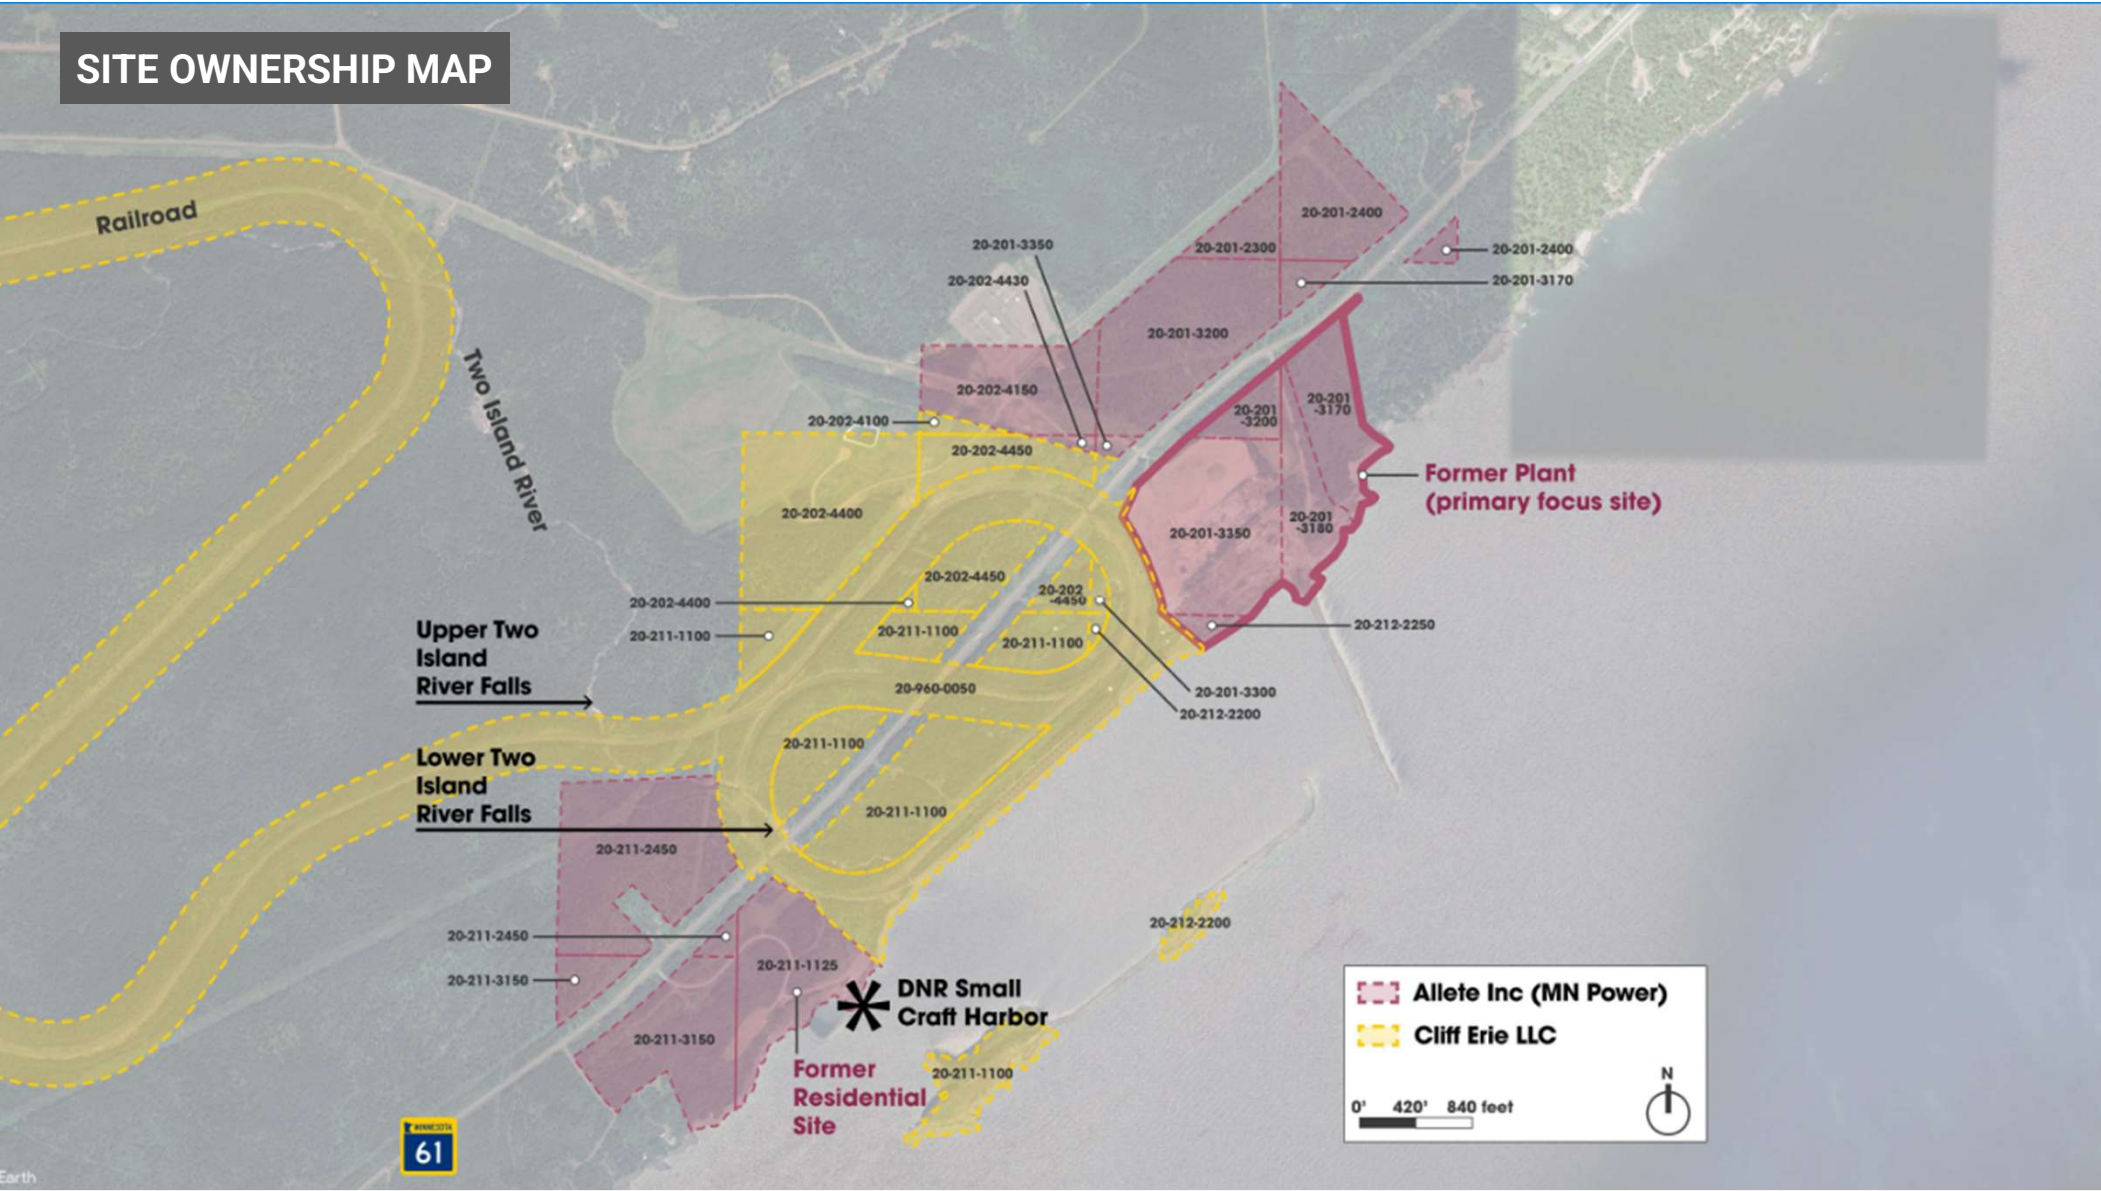 SITE OWNERSHIP MAP
Railroad
Two Island River
20-201-2400
20-201-2300
20-201-3350
20-202-4430
20-201-2400
20-201-3170
20-201-3200
20-202-4150
20-201
-3170
20-201
-3200
20-202-4100
20-202-4450
Former Plant
(primary focus site)
20-202-4400
20-201-3350
20-201
-3180
20-202-4450
20-202
-4450
20-202-4400
20-211-1100
20-211-1100
20-211-1100
20-212-2250
Upper Two
Island
River Falls
20-960-0050
20-201-3300
20-212-2200
20-211-1100
Lower Two
Island
River Falls
20-211-1100
20-211-2450
20-212-2200
20-211-2450
20-211-3150
20-211-1125
DNR Small
Craft Harbor
20-211-3150
Former
Residential
Site
20-211-1100
MINNESOTA
61
Allete Inc (MN Power)
Cliff Erie LLC
N
0' 420' 840 feet
Earth